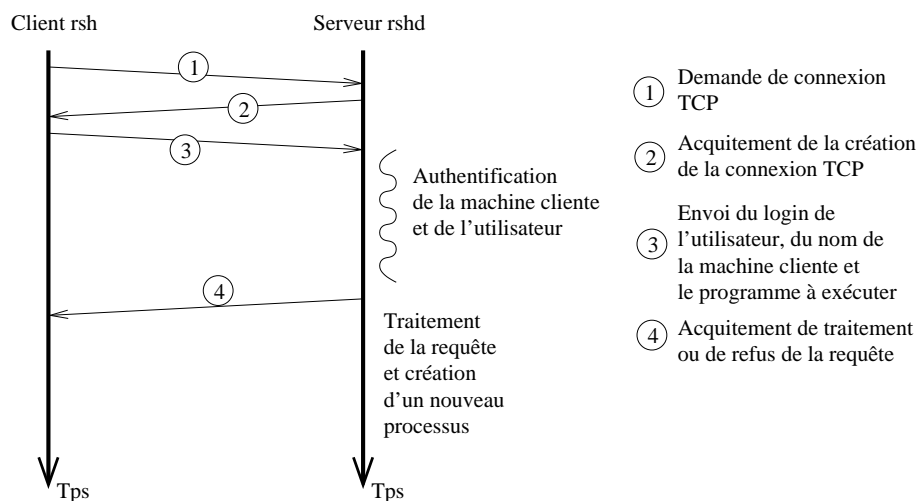 Client rsh
Serveur rshd
1
2
3
Authentification
de la machine cliente
et de l'utilisateur
4
Traitement
de la requête
et création
d'un nouveau
processus
Tps
Tps
1
Demande de connexion
TCP
2
Acquitement de la création
de la connexion TCP
3
Envoi du login de
l'utilisateur, du nom de
la machine cliente et
le programme à exécuter
4
Acquitement de traitement
ou de refus de la requête